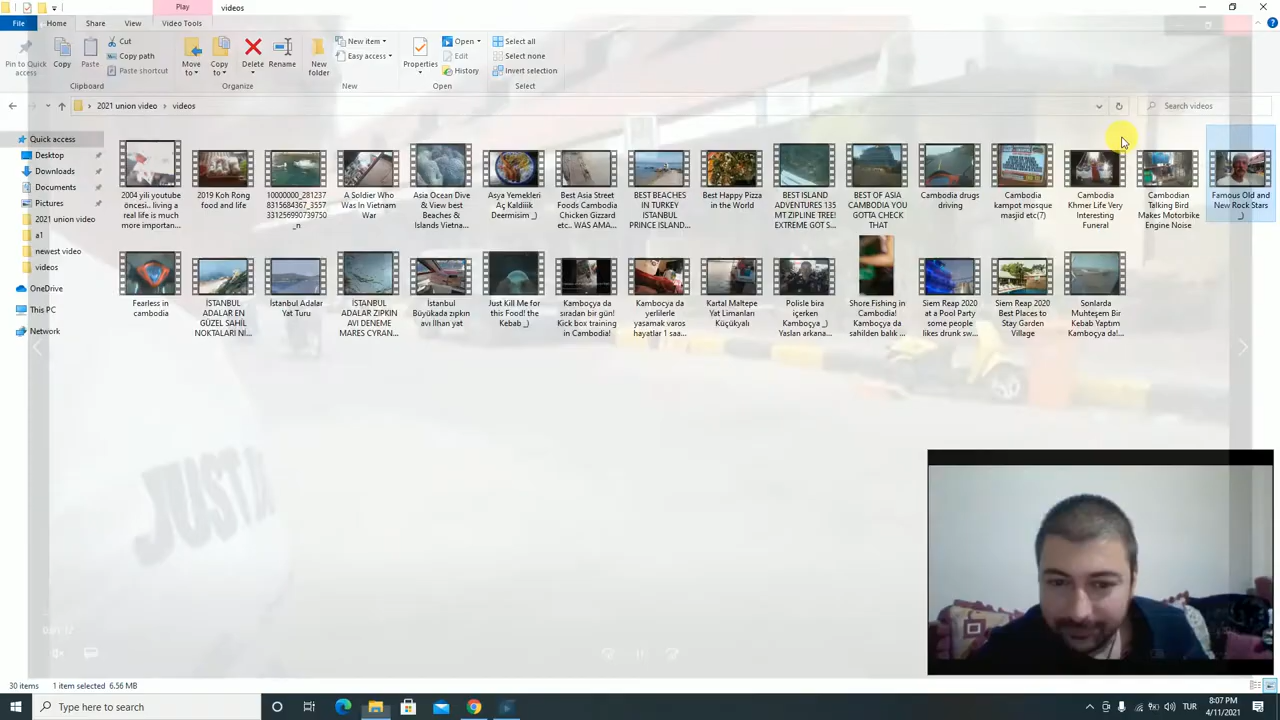 Play
videos
File
Home
Share
View
Video Tools
Pin to Quick access
Copy
Paste
Cut
Copy path
Paste shortcut
Clipboard
Move to
Copy to
Delete
Rename
Organize
New folder
New item
Easy access
New
Properties
Open
Edit
History
Open
Select all
Select none
Invert selection
Select
2021 union video
videos
Search videos
Quick access
Desktop
Downloads
Documents
Pictures
2021 union video
a1
newest video
videos
OneDrive
This PC
Network
2004 yili youtube
öncesi.. living a
real life is much
more importan...
2019 Koh Rong
food and life
10000000_281237
8315684367_3557
331256990739750
_n
A Soldier Who
Was In Vietnam
War
Asia Ocean Dive
& View best
Beaches &
Islands Vietna...
Asya Yemekleri
Aç Kaldiiik
Deermisim _)
Best Asia Street
Foods Cambodia
Chicken Gizzard
etc.. WAS AMA...
BEST BEACHES
IN TURKEY
ISTANBUL
PRINCE ISLAND...
Best Happy Pizza
in the World
BEST ISLAND
ADVENTURES 135
MT ZIPLINE TREE!
EXTREME GOT S...
BEST OF ASIA
CAMBODIA YOU
GOTTA CHECK
THAT
Cambodia drugs
driving
Cambodia
kampot mosque
masjid etc(7)
Cambodia
Khmer Life Very
Interesting
Funeral
Cambodian
Talking Bird
Makes Motorbike
Engine Noise
Famous Old and
New Rock Stars
_)
Fearless in
cambodia
İSTANBUL
ADALAR EN
GÜZEL SAHİL
NOKTALARI Nİ...
İstanbul Adalar
Yat Turu
İSTANBUL
ADALAR ZIPKIN
AVI DENEME
MARES CYRAN...
İstanbul
Büyükada zıpkın
avı İlhan yat
Just Kill Me for
this Food! the
Kebab _)
Kamboçya da
sıradan bir gün!
Kick box training
in Cambodia!
Kamboçya da
yerlilerle
yasamak varos
hayatlar 1 saa...
Kartal Maltepe
Yat Limanları
Küçükyalı
Polisle bira
içerken
Kamboçya _)
Yaslan arkana...
Shore Fishing in
Cambodia!
Kamboçya da
sahilden balık ...
Siem Reap 2020
at a Pool Party
some people
likes drunk sw...
Siem Reap 2020
Best Places to
Stay Garden
Village
Sonlarda
Muhteşem Bir
Kebab Yaptım
Kamboçya da!...
JUST
0:01:12
30 items
1 item selected 6.56 MB
Type here to search
TUR
8:07 PM
4/11/2021